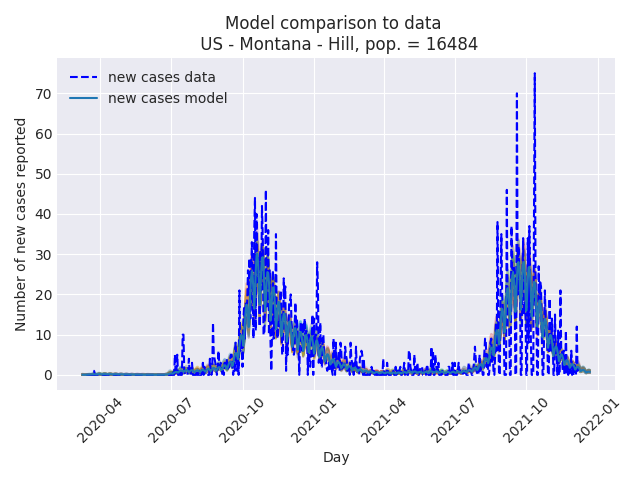 Model comparison to data
US - Montana - Hill, pop. = 16484
new cases data
new cases model
Number of new cases reported
70
60
50
40
30
20
10
0
2020-04
2020-07
2020-10
2021-01
2021-04
2021-07
2021-10
2022-01
Day